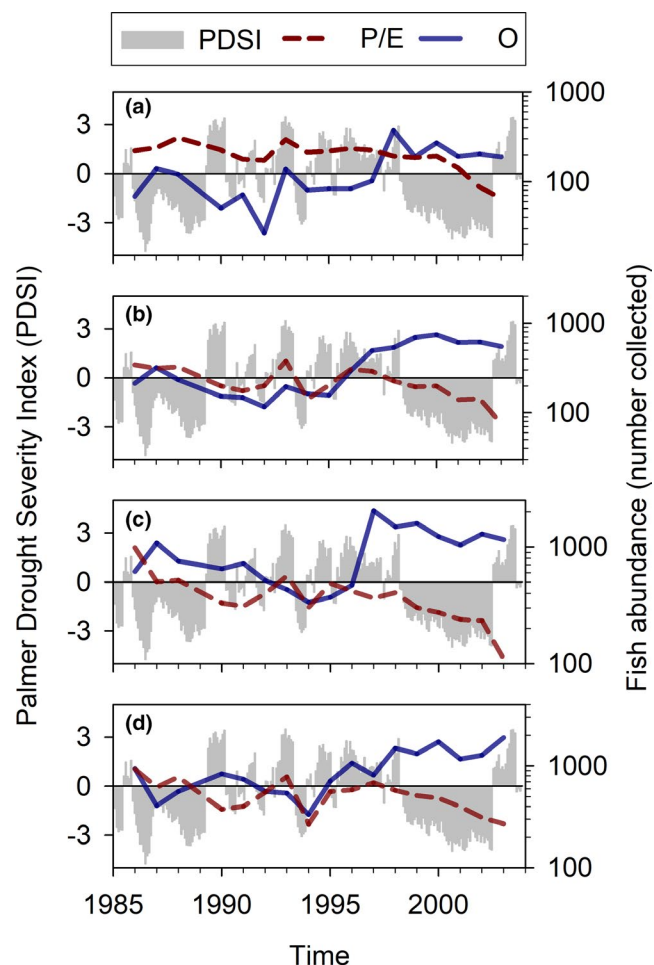 PDSI P/E O
(a)
3
0
-3
1000
100
(b)
3
0
-3
1000
100
(c)
3
0
-3
1000
100
(d)
3
0
-3
1000
100
1985 1990 1995 2000
Time
Palmer Drought Severity Index (PDSI)
Fish abundance (number collected)